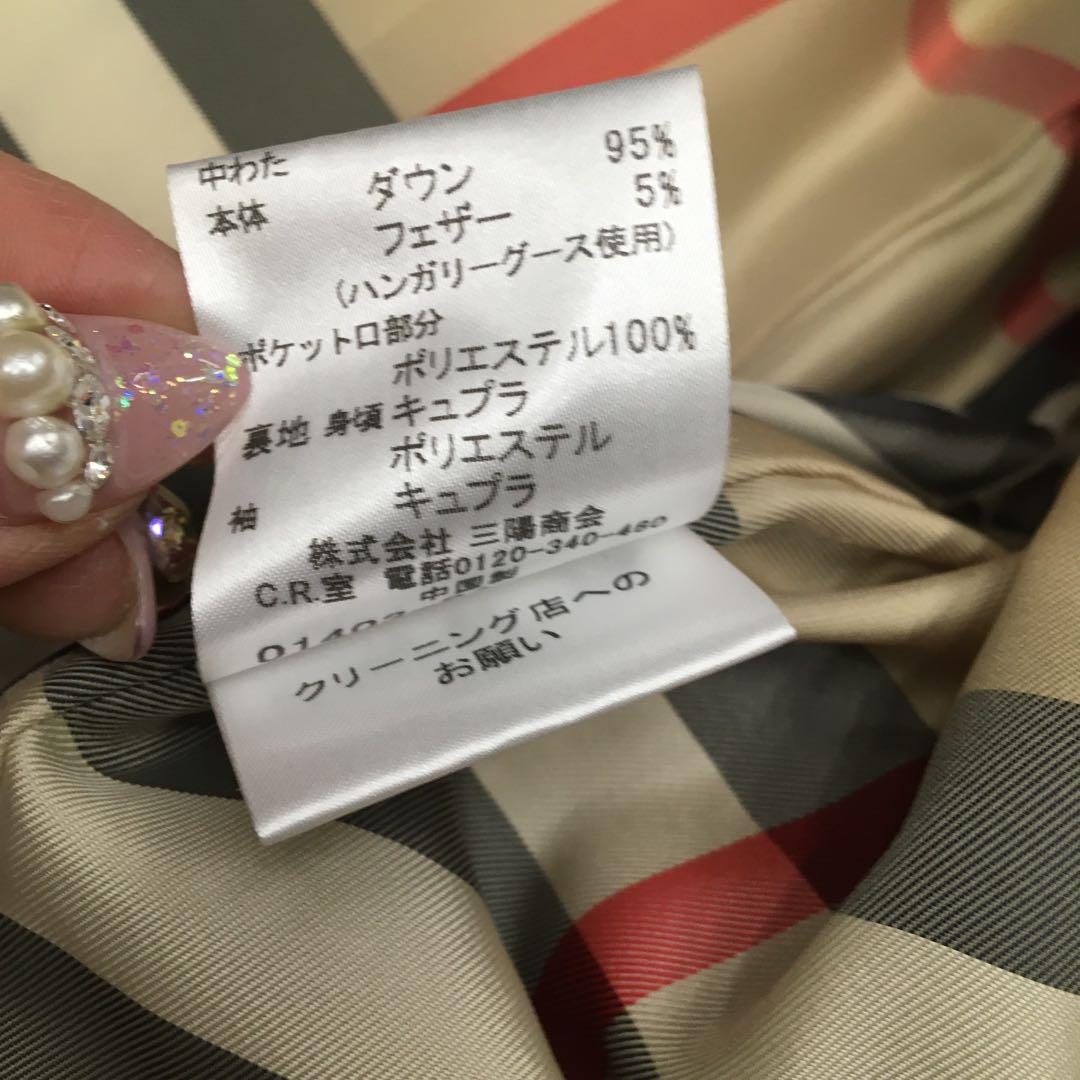 中わた
本体 ダウン 95%
フェザー 5%
(ハンガリーグース使用)
ポケット口部分
ポリエステル100%
裏地 身頃 キュプラ
ポリエステル
袖 キュプラ
株式会社 三陽商会
C.R.室 電話0120-340-460
中国製
クリーニング店への
お願い